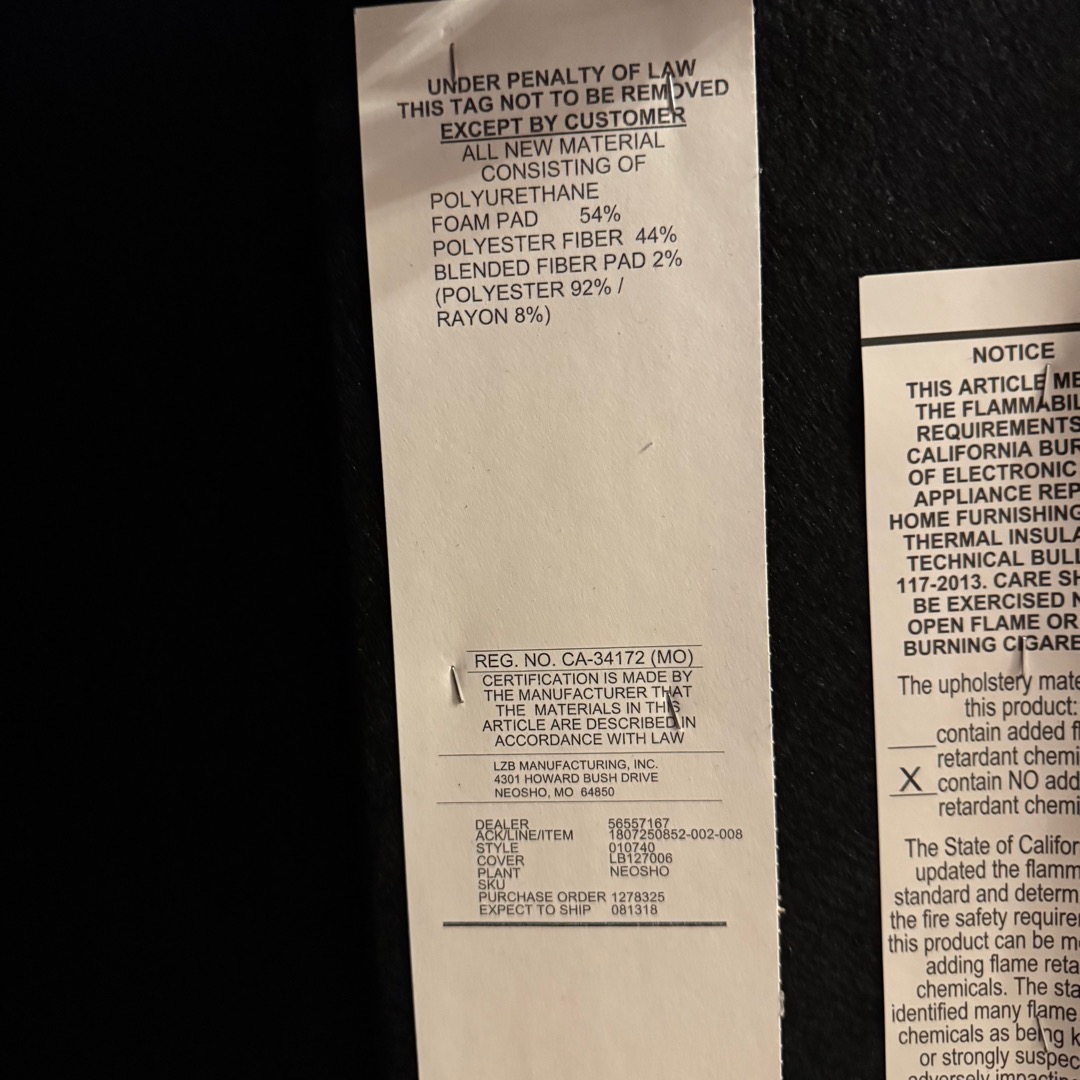 UNDER PENALTY OF LAW
THIS TAG NOT TO BE REMOVED
EXCEPT BY CUSTOMER
ALL NEW MATERIAL
CONSISTING OF
POLYURETHANE
FOAM PAD 54%
POLYESTER FIBER 44%
BLENDED FIBER PAD 2%
(POLYESTER 92% /
RAYON 8%)
REG. NO. CA-34172 (MO)
CERTIFICATION IS MADE BY
THE MANUFACTURER THAT
THE MATERIALS IN THIS
ARTICLE ARE DESCRIBED IN
ACCORDANCE WITH LAW
LZB MANUFACTURING, INC.
4301 HOWARD BUSH DRIVE
NEOSHO, MO 64850
DEALER 56557167
ACK/LINE/ITEM 1807250852-002-008
STYLE 010740
COVER LB127006
PLANT NEOSHO
SKU
PURCHASE ORDER 1278325
EXPECT TO SHIP 081318
NOTICE
THIS ARTICLE
THE
REQUIREMENTS
CALIFORNIA
OF ELECTRONIC
APPLIANCE
HOME
THERMAL
TECHNICAL
117-2013. CARE
BE EXERCISED
OPEN FLAME OR
BURNING
The upholstery
this product:
contain added
retardant
X contain NO
retardant
The State of
updated the
standard and
the fire safety
this product can be
adding flame
chemicals. The
identified many flame
chemicals as being
or strongly
adversely